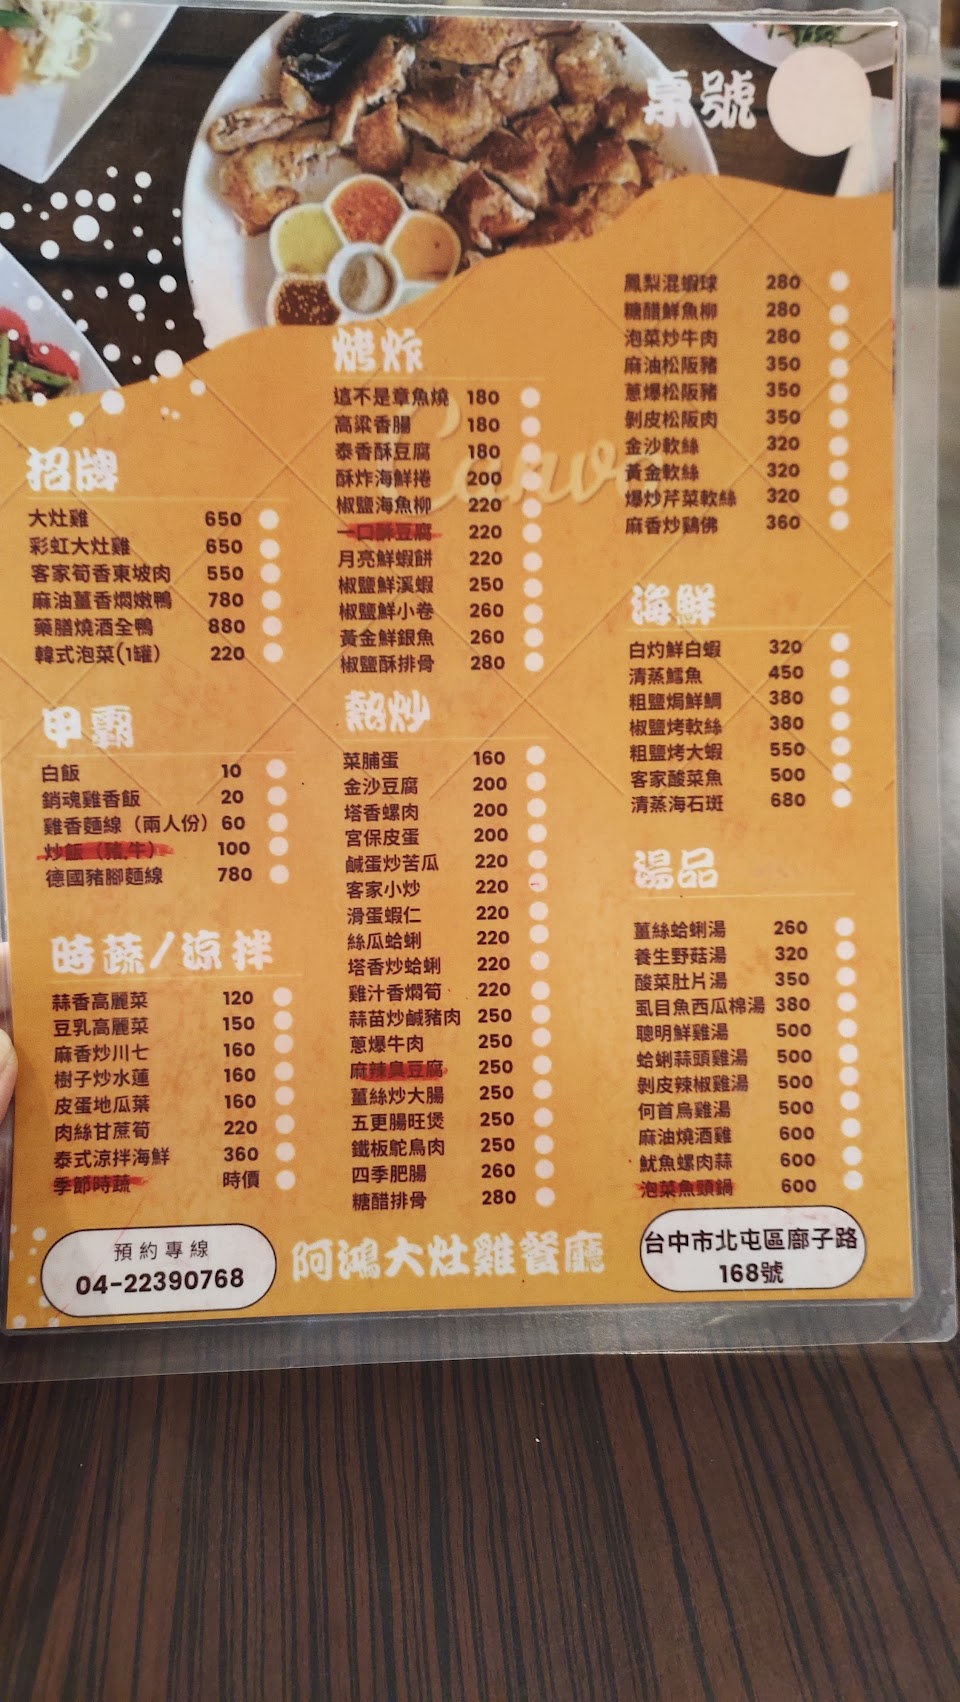 桌號
招牌
大灶雞 650
彩虹大灶雞 650
客家筍香東坡肉 550
麻油薑香燜嫩鴨 780
藥膳燒酒全鴨 880
韓式泡菜(1罐) 220
甲霸
白飯 10
銷魂雞香飯 20
雞香麵線（兩人份） 60
炒飯（豬.牛） 100
德國豬腳麵線 780
時蔬/涼拌
蒜香高麗菜 120
豆乳高麗菜 150
麻香炒川七 160
樹子炒水蓮 160
皮蛋地瓜葉 160
肉絲甘蔗筍 220
泰式涼拌海鮮 360
季節時蔬 時價
烤炸
這不是章魚燒 180
高粱香腸 180
泰香酥豆腐 180
酥炸海鮮捲 200
椒鹽海魚柳 220
一口酥豆腐 220
月亮鮮蝦餅 220
椒鹽鮮溪蝦 250
椒鹽鮮小卷 260
黃金鮮銀魚 260
椒鹽酥排骨 280
熱炒
菜脯蛋 160
金沙豆腐 200
塔香螺肉 200
宮保皮蛋 200
鹹蛋炒苦瓜 220
客家小炒 220
滑蛋蝦仁 220
絲瓜蛤蜊 220
塔香炒蛤蜊 220
雞汁香燜筍 220
蒜苗炒鹹豬肉 250
蔥爆牛肉 250
麻辣臭豆腐 250
薑絲炒大腸 250
五更腸旺煲 250
鐵板鴕鳥肉 250
四季肥腸 260
糖醋排骨 280
鳳梨混蝦球 280
糖醋鮮魚柳 280
泡菜炒牛肉 280
麻油松阪豬 350
蔥爆松阪豬 350
剝皮松阪肉 350
金沙軟絲 320
黃金軟絲 320
爆炒芹菜軟絲 320
麻香炒鷄佛 360
Canva
海鮮
白灼鮮白蝦 320
清蒸鱈魚 450
粗鹽焗鮮鯛 380
椒鹽烤軟絲 380
粗鹽烤大蝦 550
客家酸菜魚 500
清蒸海石斑 680
湯品
薑絲蛤蜊湯 260
養生野菇湯 320
酸菜肚片湯 350
虱目魚西瓜棉湯 380
聰明鮮雞湯 500
蛤蜊蒜頭雞湯 500
剝皮辣椒雞湯 500
何首烏雞湯 500
麻油燒酒雞 600
魷魚螺肉蒜 600
泡菜魚頭鍋 600
預約專線
04-22390768
阿鴻大灶雞餐廳
台中市北屯區廍子路
168號